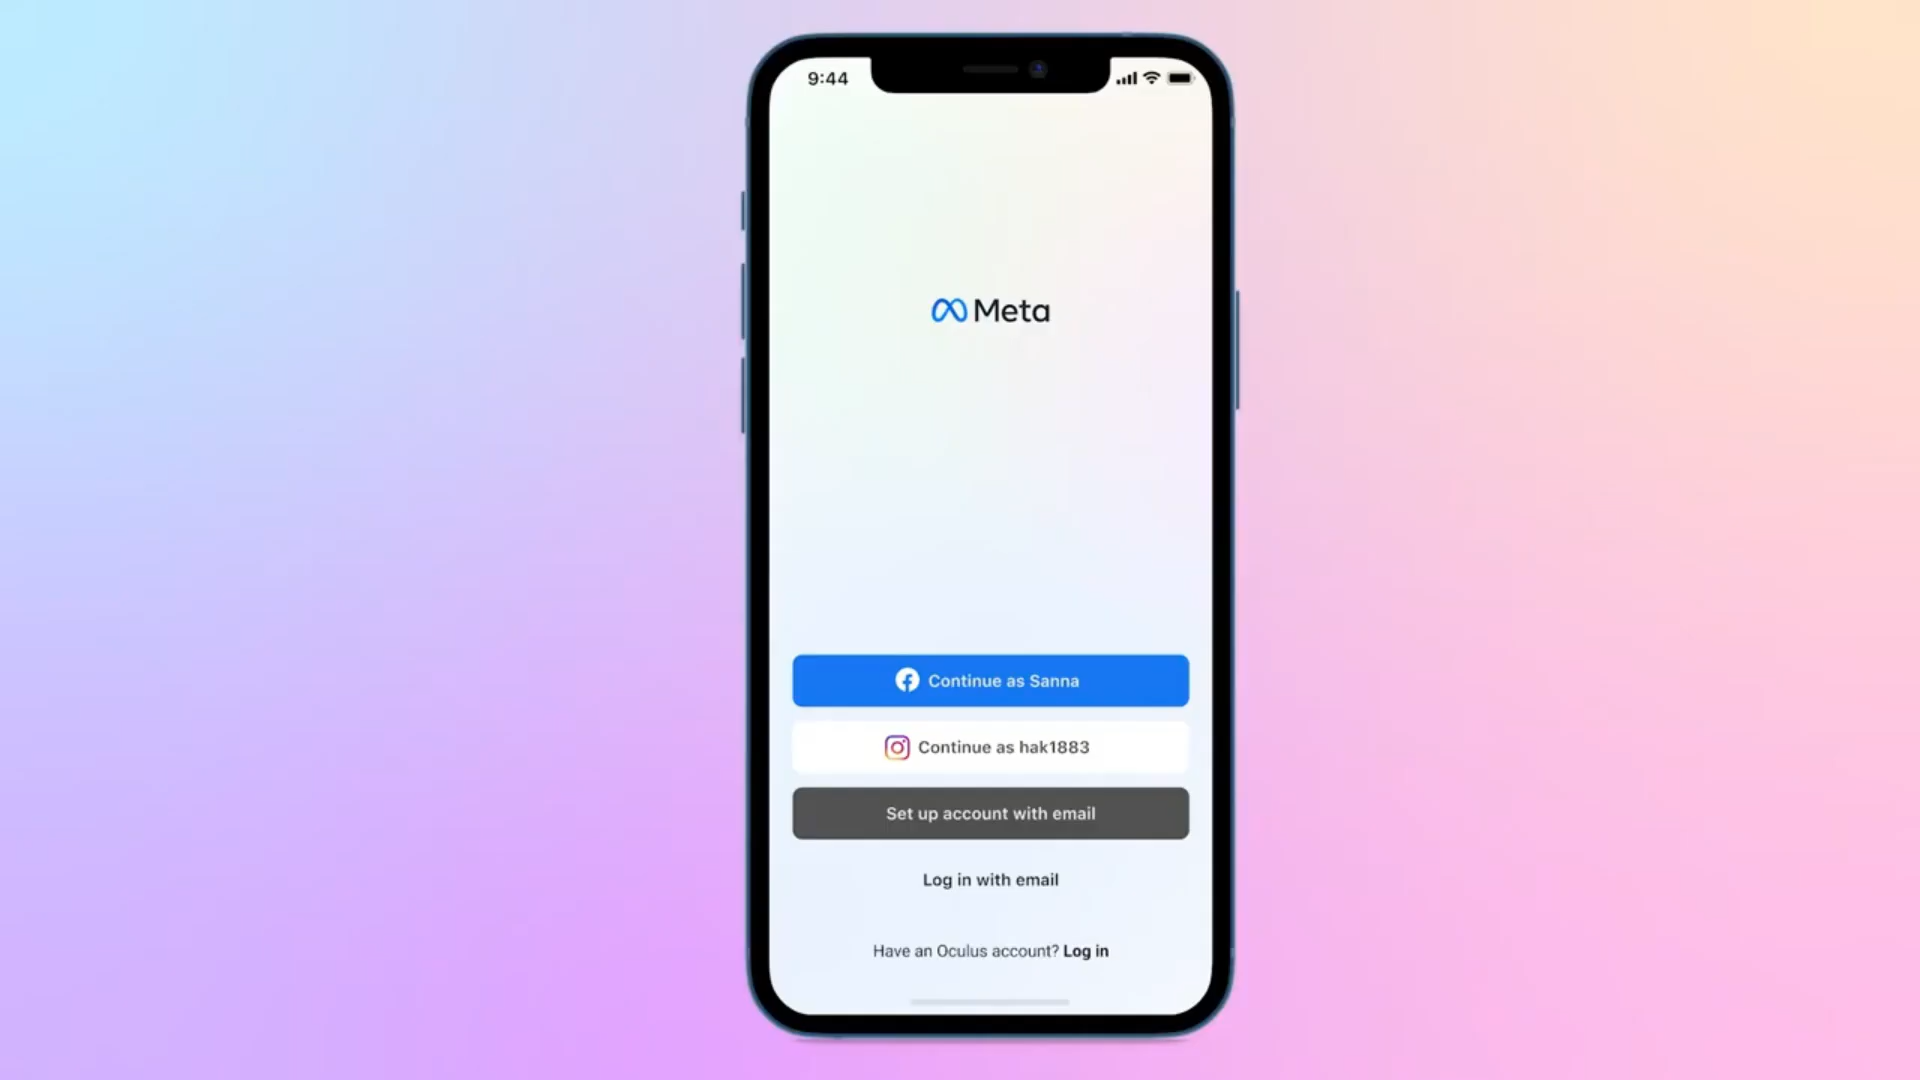 9:44
Meta
Continue as Sanna
Continue as hak1883
Set up account with email
Log in with email
Have an Oculus account? Log in